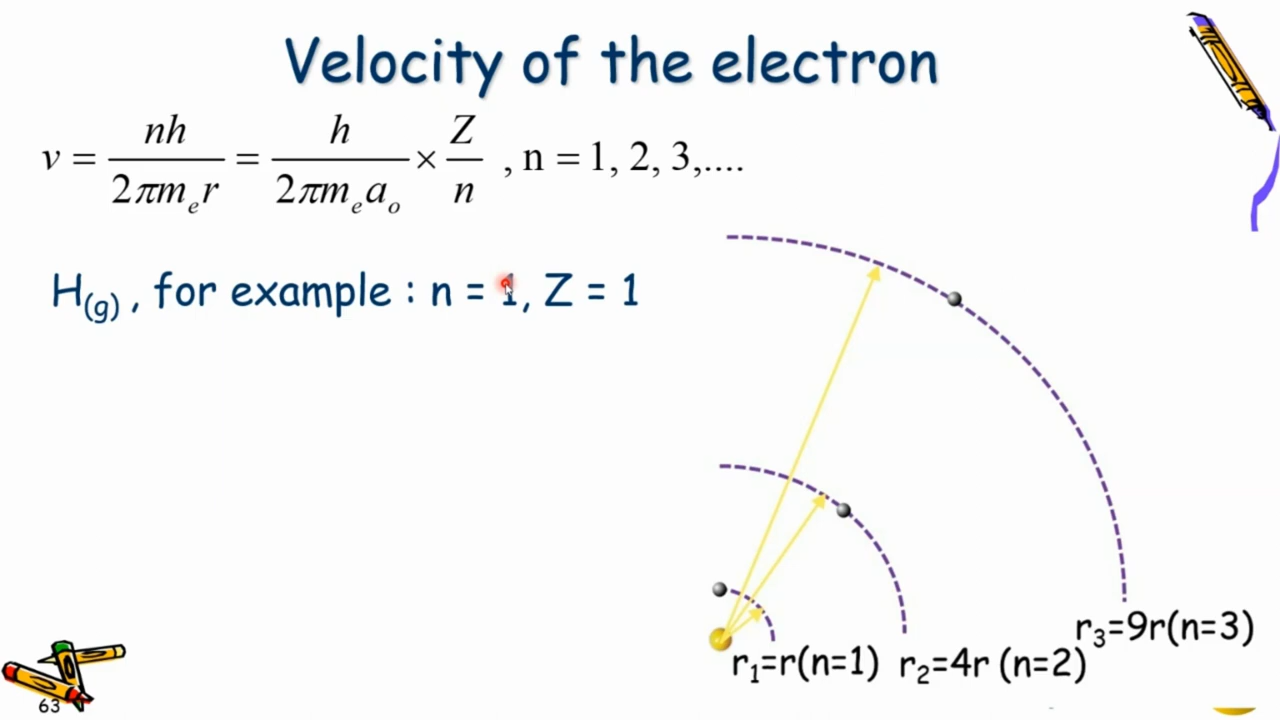 Velocity of the electron
v = nh / 2πmₑr = h / 2πmₑaₒ × Z / n , n = 1, 2, 3,....
H(g) , for example : n = 1, Z = 1
r₃=9r(n=3)
r₁=r(n=1) r₂=4r (n=2)
63